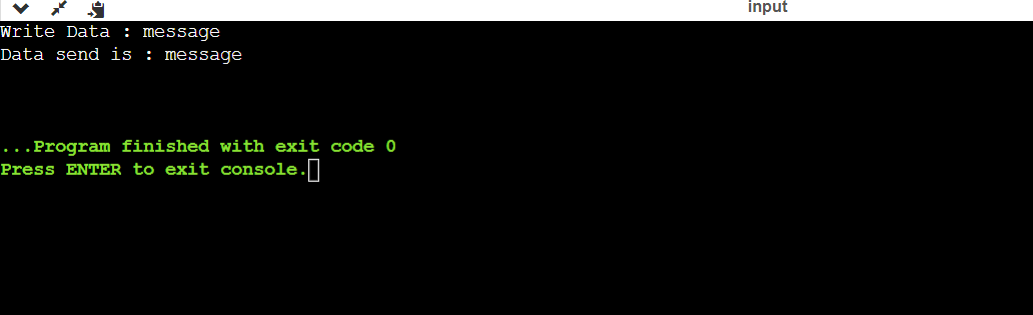 input
Write Data : message
Data send is : message
...Program finished with exit code 0
Press ENTER to exit console.